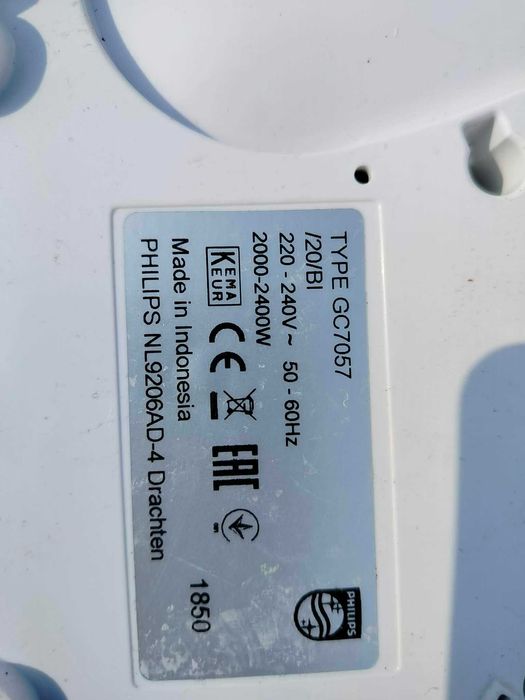 TYPE GC7057
/20/BI
220 - 240V ~ 50 - 60Hz
2000-2400W
KEMA
KEUR
CE
EAC
Made in Indonesia
PHILIPS NL9206AD-4 Drachten
1850
PHILIPS